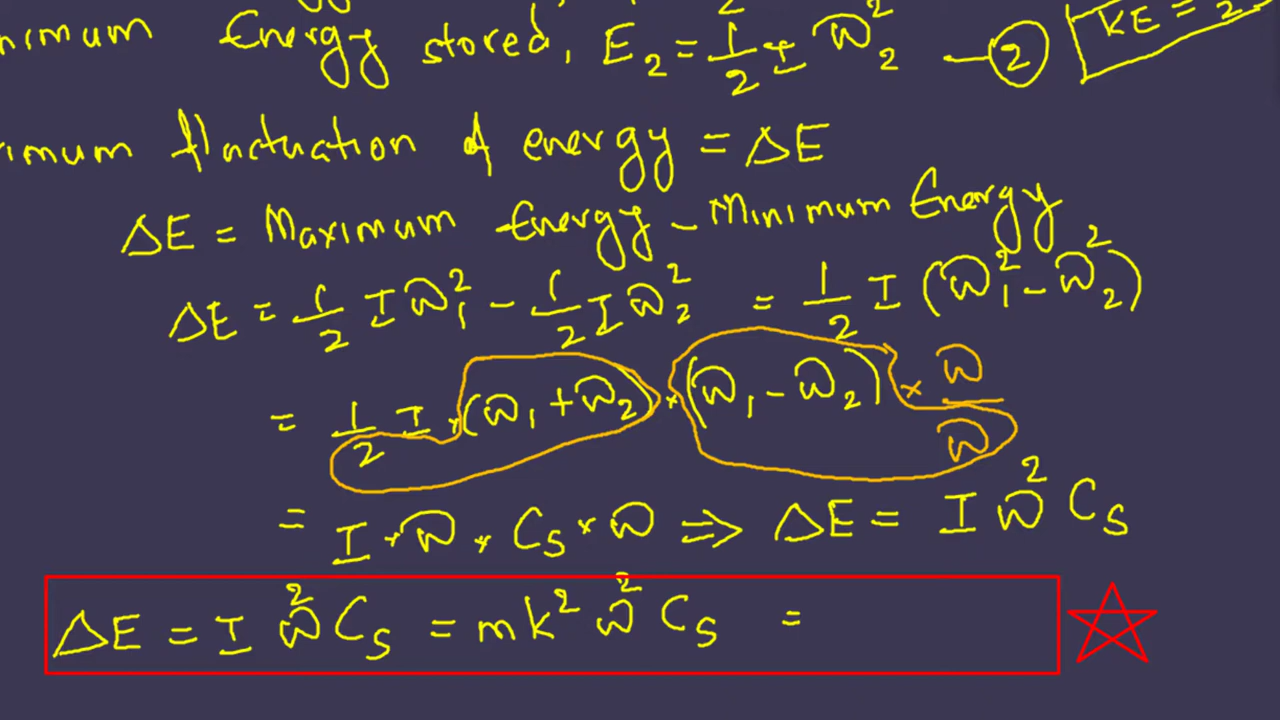 nimum Energy stored, E₂ = 1/2 I ω₂² — ② KE =
imum fluctuation of energy = ΔE
ΔE = Maximum Energy - Minimum Energy
ΔE = 1/2 I ω₁² - 1/2 I ω₂² = 1/2 I (ω₁² - ω₂²)
= 1/2 I × (ω₁ + ω₂) × (ω₁ - ω₂) × ω/ω
= I × ω × Cs × ω ⇒ ΔE = I ω² Cs
ΔE = I ω² Cs = mk² ω² Cs =